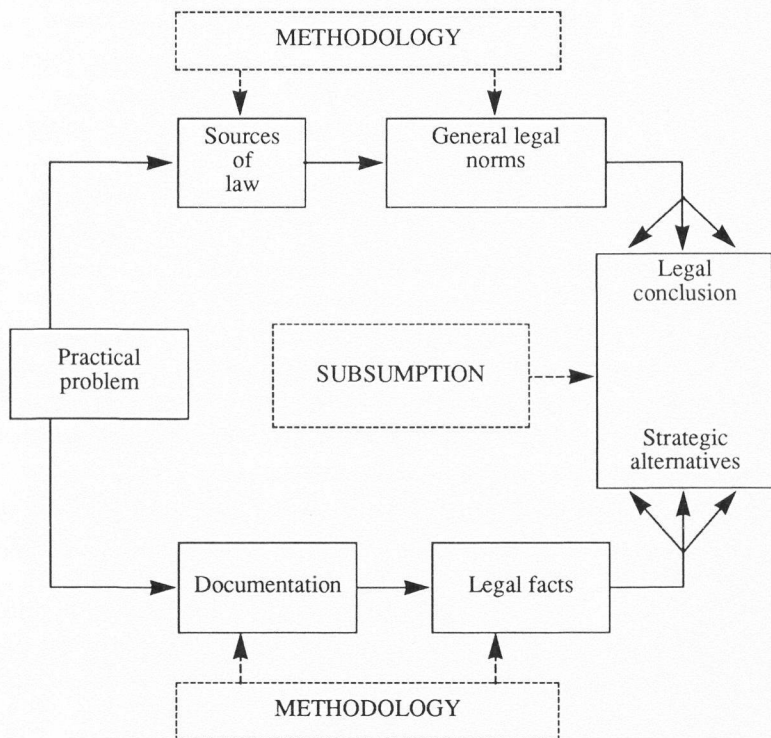 METHODOLOGY
Sources
of
law
General legal
norms
Legal
conclusion
Practical
problem
SUBSUMPTION
Strategic
alternatives
Documentation
Legal facts
METHODOLOGY